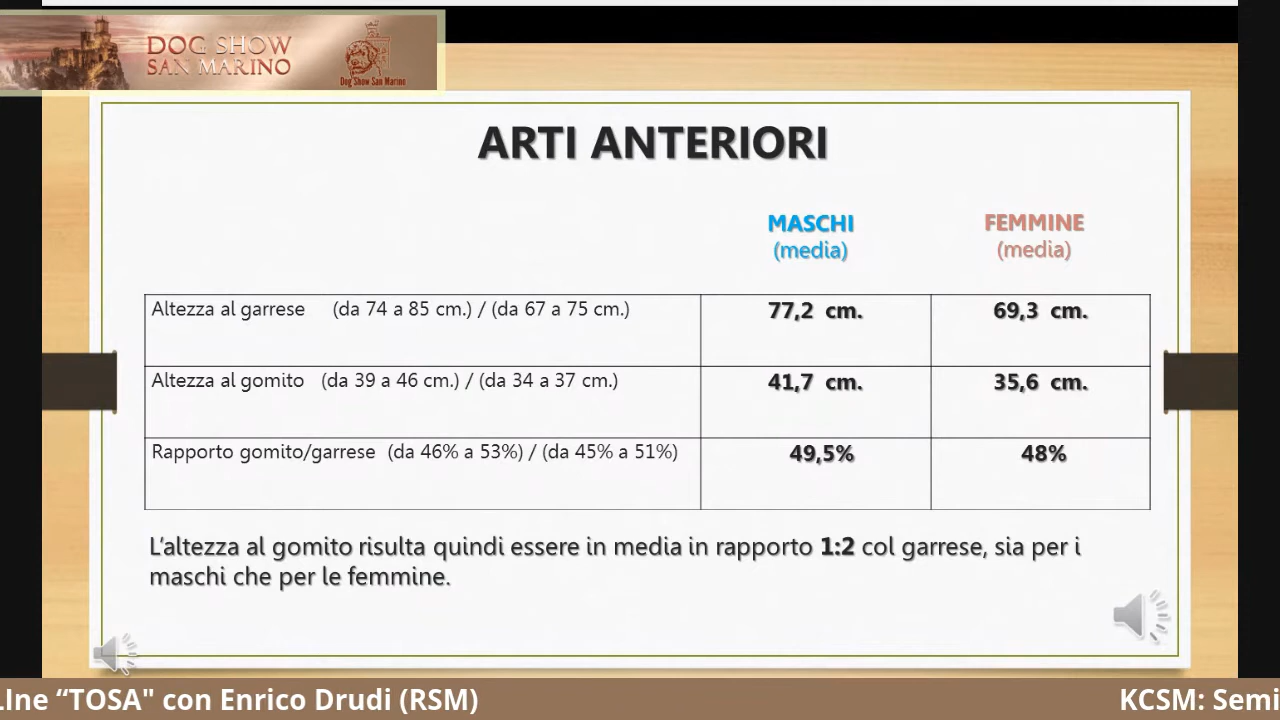 DOG SHOW
SAN MARINO
Dog Show San Marino
ARTI ANTERIORI
MASCHI FEMMINE
(media) (media)
Altezza al garrese (da 74 a 85 cm.) / (da 67 a 75 cm.) 77,2 cm. 69,3 cm.
Altezza al gomito (da 39 a 46 cm.) / (da 34 a 37 cm.) 41,7 cm. 35,6 cm.
Rapporto gomito/garrese (da 46% a 53%) / (da 45% a 51%) 49,5% 48%
L'altezza al gomito risulta quindi essere in media in rapporto 1:2 col garrese, sia per i
maschi che per le femmine.
Ine “TOSA" con Enrico Drudi (RSM) KCSM: Semi